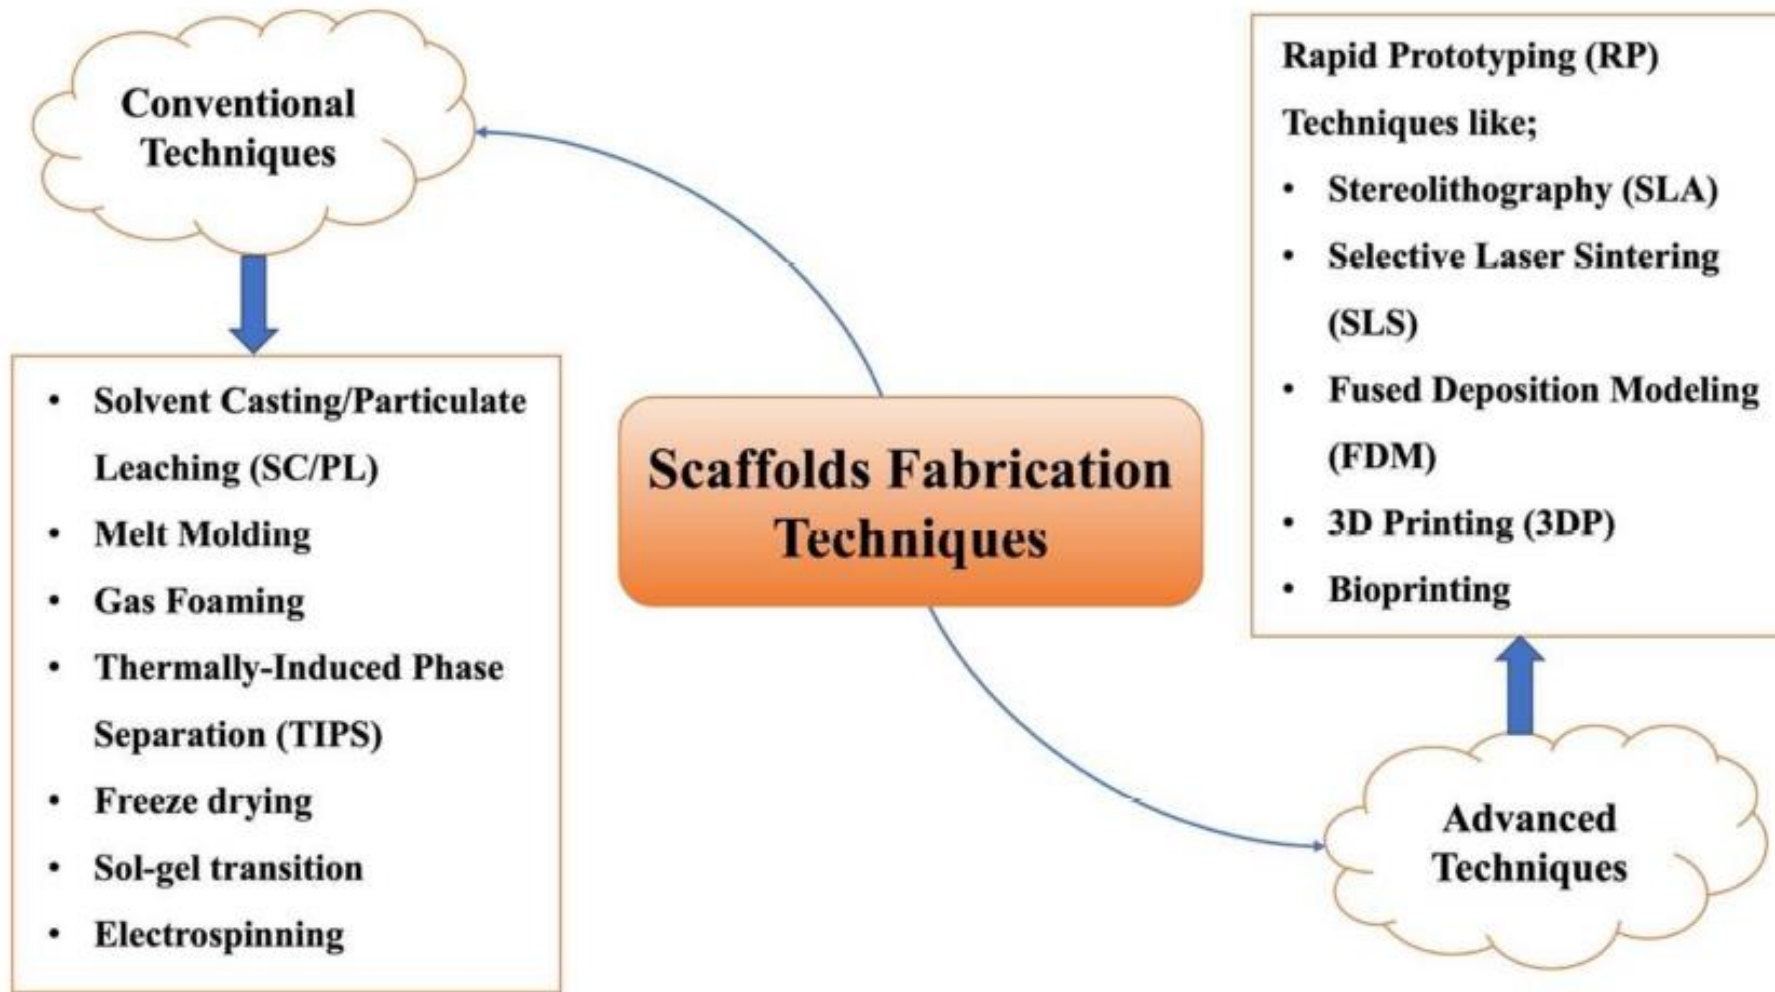 Conventional
Techniques
• Solvent Casting/Particulate
Leaching (SC/PL)
• Melt Molding
• Gas Foaming
• Thermally-Induced Phase
Separation (TIPS)
• Freeze drying
• Sol-gel transition
• Electrospinning
Scaffolds Fabrication
Techniques
Rapid Prototyping (RP)
Techniques like;
• Stereolithography (SLA)
• Selective Laser Sintering
(SLS)
• Fused Deposition Modeling
(FDM)
• 3D Printing (3DP)
• Bioprinting
Advanced
Techniques